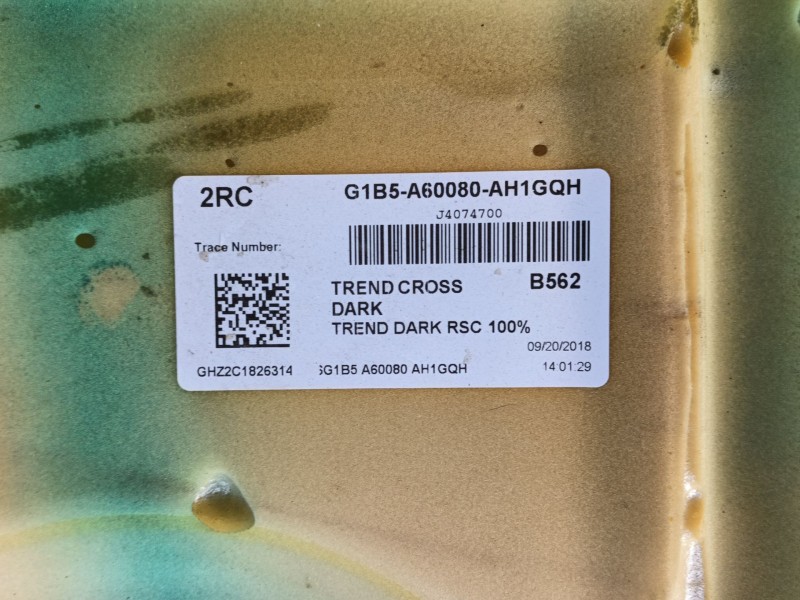 2RC
G1B5-A60080-AH1GQH
J4074700
Trace Number:
TREND CROSS
B562
DARK
TREND DARK RSC 100%
09/20/2018
GHZ2C1826314
G1B5 A60080 AH1GQH
14:01:29